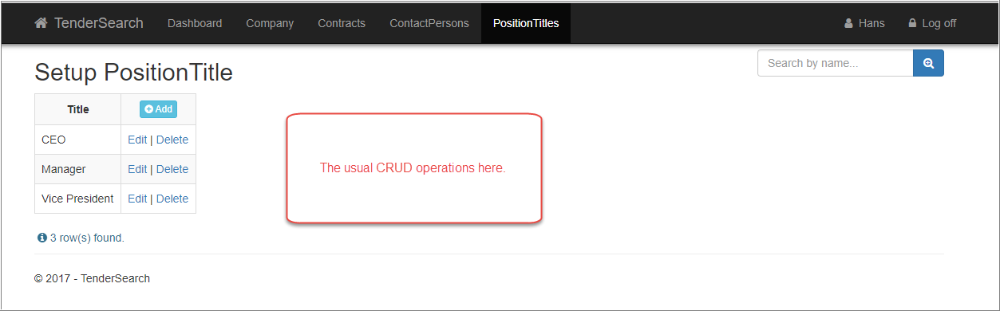 TenderSearch Dashboard Company Contracts ContactPersons PositionTitles Hans Log off
Setup PositionTitle
Search by name...
Title Add
CEO Edit | Delete
Manager Edit | Delete
Vice President Edit | Delete
The usual CRUD operations here.
3 row(s) found.
© 2017 - TenderSearch